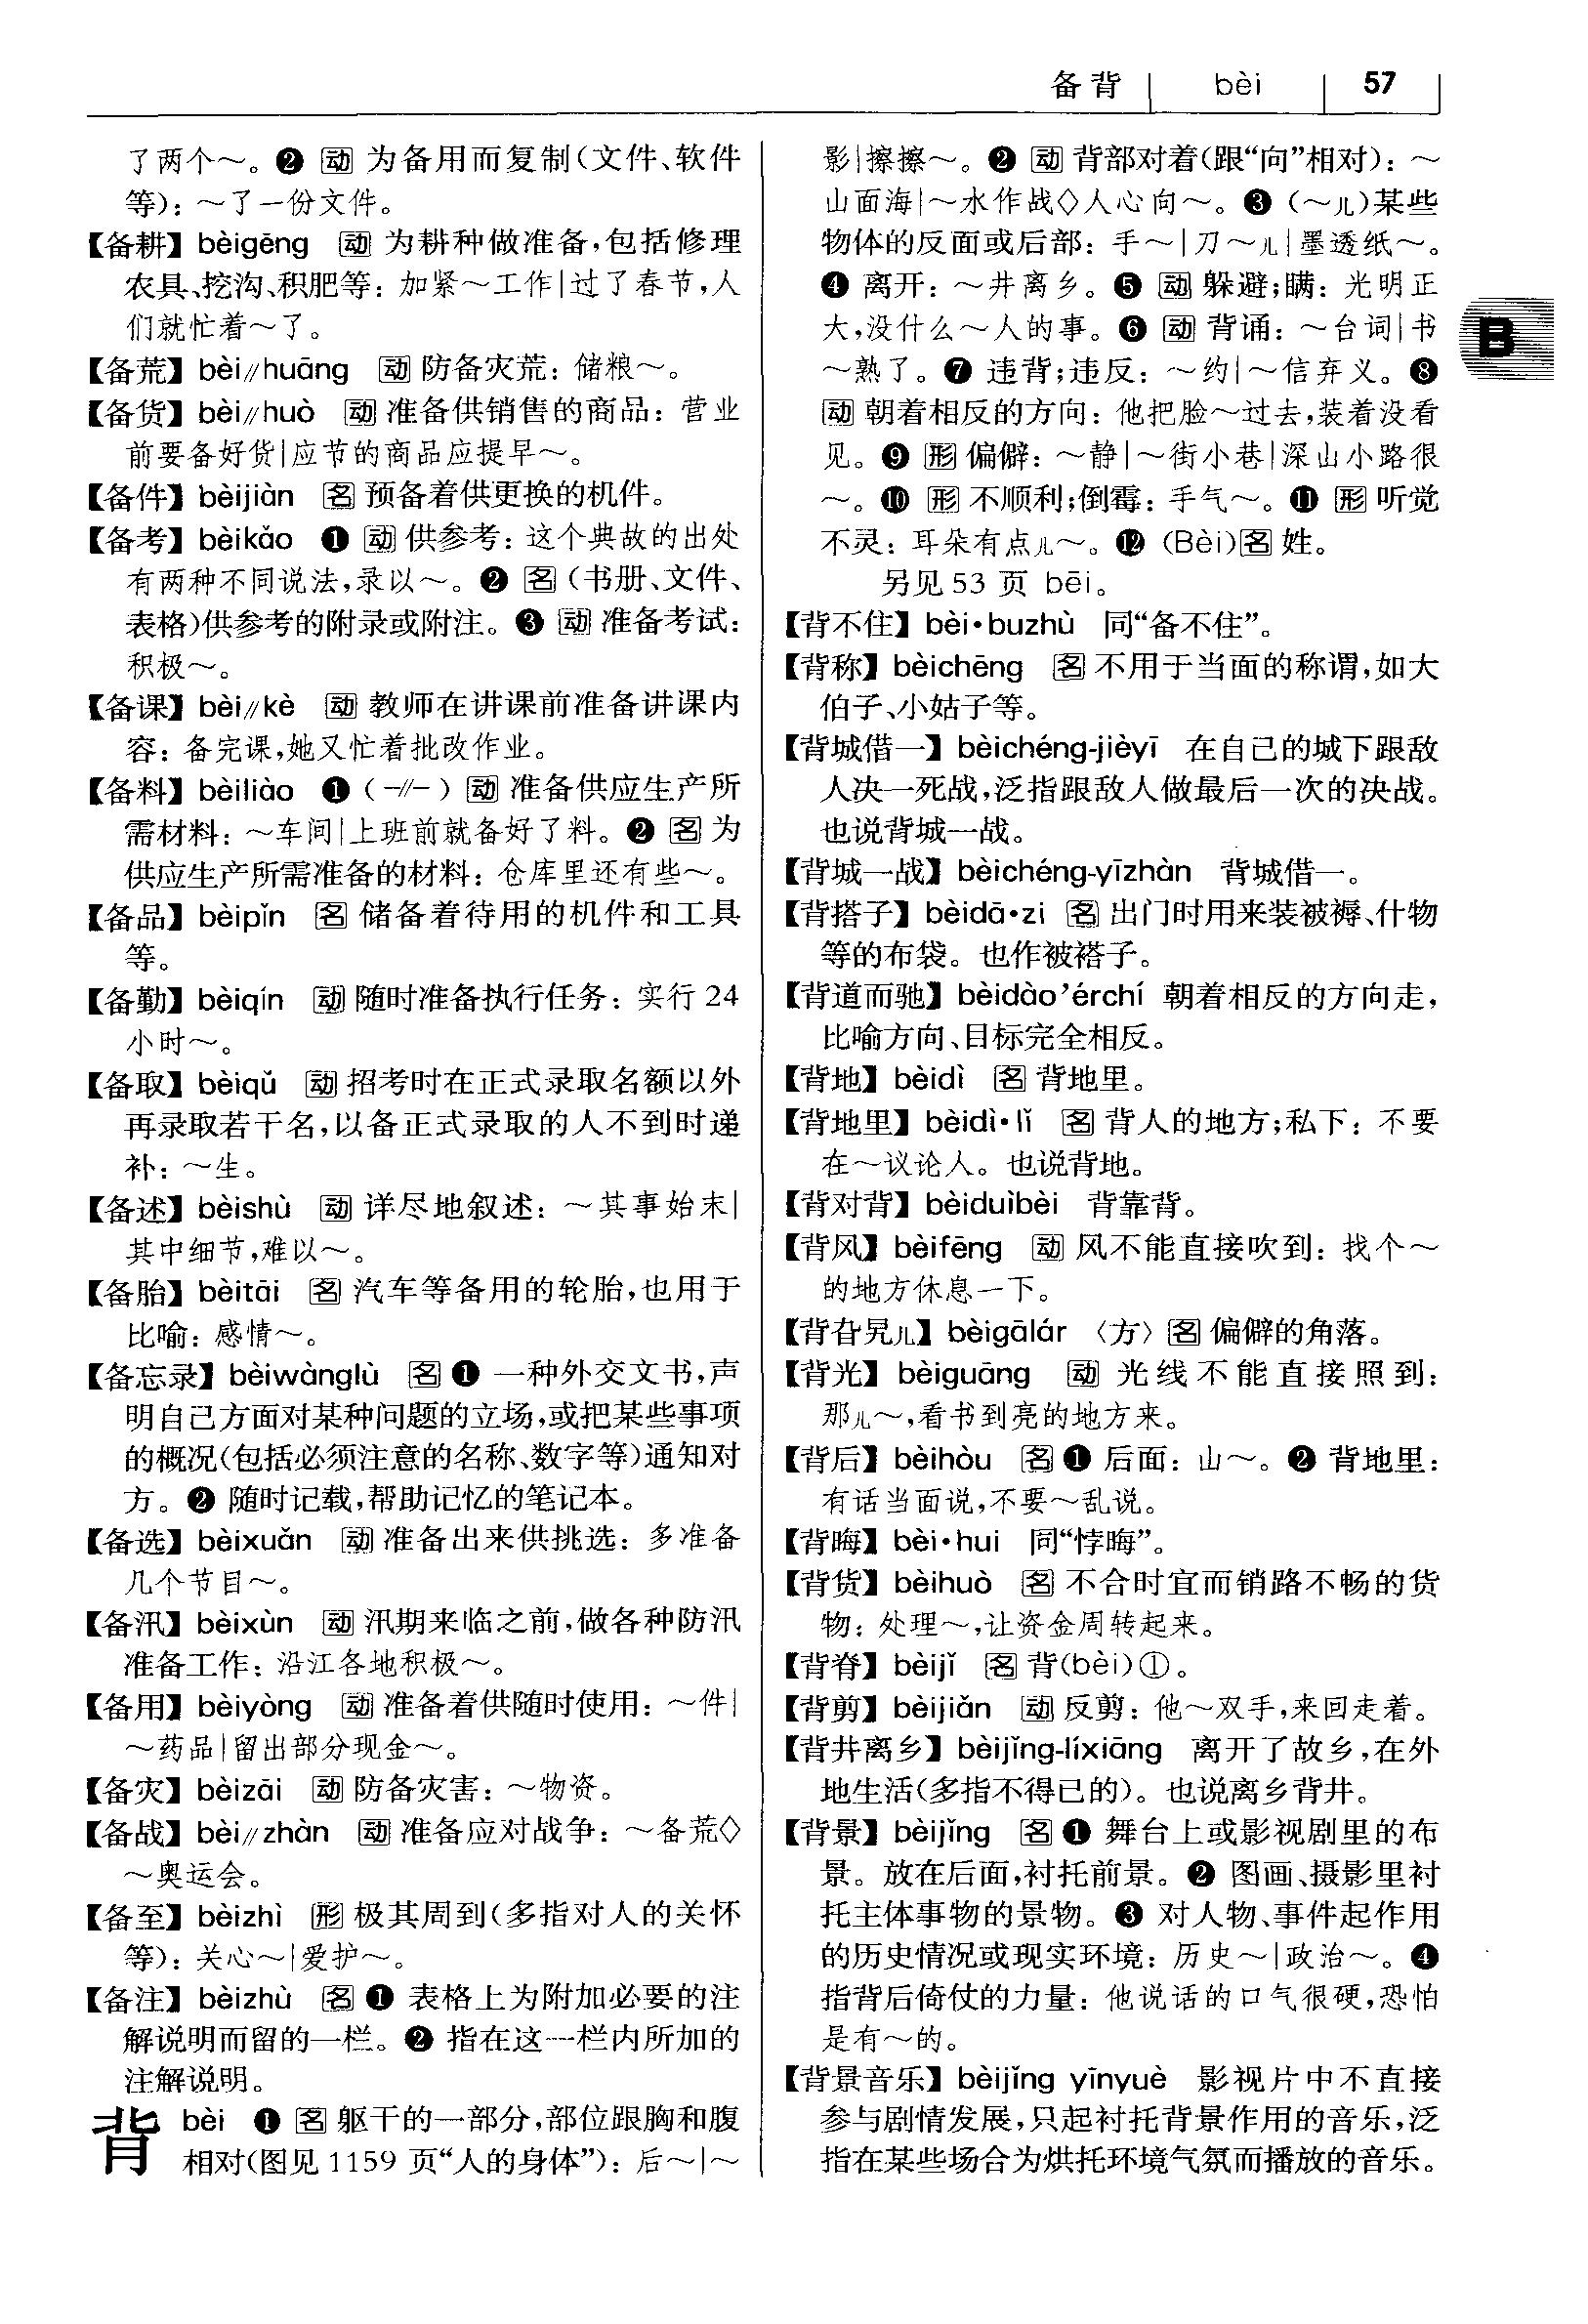 备背 bèi 57
了两个～。❷ 动 为备用而复制(文件、软件
等)：～了一份文件。
【备耕】bèigēng 动 为耕种做准备,包括修理
农具、挖沟、积肥等：加紧～工作|过了春节,人
们就忙着～了。
【备荒】bèi//huāng 动 防备灾荒：储粮～。
【备货】bèi//huò 动 准备供销售的商品：营业
前要备好货|应节的商品应提早～。
【备件】bèijiàn 名 预备着供更换的机件。
【备考】bèikǎo ❶ 动 供参考：这个典故的出处
有两种不同说法,录以～。❷ 名 (书册、文件、
表格)供参考的附录或附注。❸ 动 准备考试：
积极～。
【备课】bèi//kè 动 教师在讲课前准备讲课内
容：备完课,她又忙着批改作业。
【备料】bèiliào ❶ (-//-) 动 准备供应生产所
需材料：～车间|上班前就备好了料。❷ 名 为
供应生产所需准备的材料：仓库里还有些～。
【备品】bèipǐn 名 储备着待用的机件和工具
等。
【备勤】bèiqín 动 随时准备执行任务：实行 24
小时～。
【备取】bèiqǔ 动 招考时在正式录取名额以外
再录取若干名,以备正式录取的人不到时递
补：～生。
【备述】bèishù 动 详尽地叙述：～其事始末|
其中细节,难以～。
【备胎】bèitāi 名 汽车等备用的轮胎,也用于
比喻：感情～。
【备忘录】bèiwànglù 名 ❶ 一种外交文书,声
明自己方面对某种问题的立场,或把某些事项
的概况(包括必须注意的名称、数字等)通知对
方。❷ 随时记载,帮助记忆的笔记本。
【备选】bèixuǎn 动 准备出来供挑选：多准备
几个节目～。
【备汛】bèixùn 动 汛期来临之前,做各种防汛
准备工作：沿江各地积极～。
【备用】bèiyòng 动 准备着供随时使用：～件|
～药品|留出部分现金～。
【备灾】bèizāi 动 防备灾害：～物资。
【备战】bèi//zhàn 动 准备应对战争：～备荒◇
～奥运会。
【备至】bèizhì 形 极其周到(多指对人的关怀
等)：关心～|爱护～。
【备注】bèizhù 名 ❶ 表格上为附加必要的注
解说明而留的一栏。❷ 指在这一栏内所加的
注解说明。
背 bèi ❶ 名 躯干的一部分,部位跟胸和腹
相对(图见 1159 页“人的身体”)：后～|～
影|擦擦～。❷ 动 背部对着(跟“向”相对)：～
山面海|～水作战◇人心向～。❸ (～儿)某些
物体的反面或后部：手～|刀～儿|墨透纸～。
❹ 离开：～井离乡。❺ 动 躲避;瞒：光明正
大,没什么～人的事。❻ 动 背诵：～台词|书
～熟了。❼ 违背;违反：～约|～信弃义。❽
动 朝着相反的方向：他把脸～过去,装着没看
见。❾ 形 偏僻：～静|～街小巷|深山小路很
～。❿ 形 不顺利;倒霉：手气～。⓫ 形 听觉
不灵：耳朵有点儿～。⓬ (Bèi)名 姓。
另见 53 页 bēi。
【背不住】bèi•buzhù 同“备不住”。
【背称】bèichēng 名 不用于当面的称谓,如大
伯子、小姑子等。
【背城借一】bèichéng-jièyī 在自己的城下跟敌
人决一死战,泛指跟敌人做最后一次的决战。
也说背城一战。
【背城一战】bèichéng-yīzhàn 背城借一。
【背搭子】bèidā•zi 名 出门时用来装被褥、什物
等的布袋。也作被褡子。
【背道而驰】bèidào’érchí 朝着相反的方向走,
比喻方向、目标完全相反。
【背地】bèidì 名 背地里。
【背地里】bèidì•lǐ 名 背人的地方;私下：不要
在～议论人。也说背地。
【背对背】bèiduìbèi 背靠背。
【背风】bèifēng 动 风不能直接吹到：找个～
的地方休息一下。
【背旮旯儿】bèigālár 〈方〉名 偏僻的角落。
【背光】bèiguāng 动 光线不能直接照到：
那儿～,看书到亮的地方来。
【背后】bèihòu 名 ❶ 后面：山～。❷ 背地里：
有话当面说,不要～乱说。
【背晦】bèi•hui 同“悖晦”。
【背货】bèihuò 名 不合时宜而销路不畅的货
物：处理～,让资金周转起来。
【背脊】bèijǐ 名 背(bèi)①。
【背剪】bèijiǎn 动 反剪：他～双手,来回走着。
【背井离乡】bèijǐng-líxiāng 离开了故乡,在外
地生活(多指不得已的)。也说离乡背井。
【背景】bèijǐng 名 ❶ 舞台上或影视剧里的布
景。放在后面,衬托前景。❷ 图画、摄影里衬
托主体事物的景物。❸ 对人物、事件起作用
的历史情况或现实环境：历史～|政治～。❹
指背后倚仗的力量：他说话的口气很硬,恐怕
是有～的。
【背景音乐】bèijǐng yīnyuè 影视片中不直接
参与剧情发展,只起衬托背景作用的音乐,泛
指在某些场合为烘托环境气氛而播放的音乐。
B